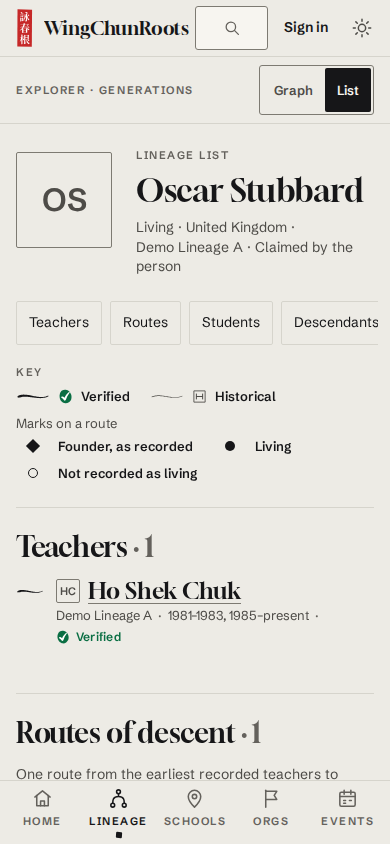 詠春根
WingChunRoots
Sign in
EXPLORER · GENERATIONS
Graph
List
OS
LINEAGE LIST
Oscar Stubbard
Living · United Kingdom ·
Demo Lineage A · Claimed by the
person
Teachers
Routes
Students
Descendants
KEY
Verified
Historical
Marks on a route
Founder, as recorded
Living
Not recorded as living
Teachers · 1
HC
Ho Shek Chuk
Demo Lineage A · 1981–1983, 1985–present ·
Verified
Routes of descent · 1
One route from the earliest recorded teachers to
HOME
LINEAGE
SCHOOLS
ORGS
EVENTS